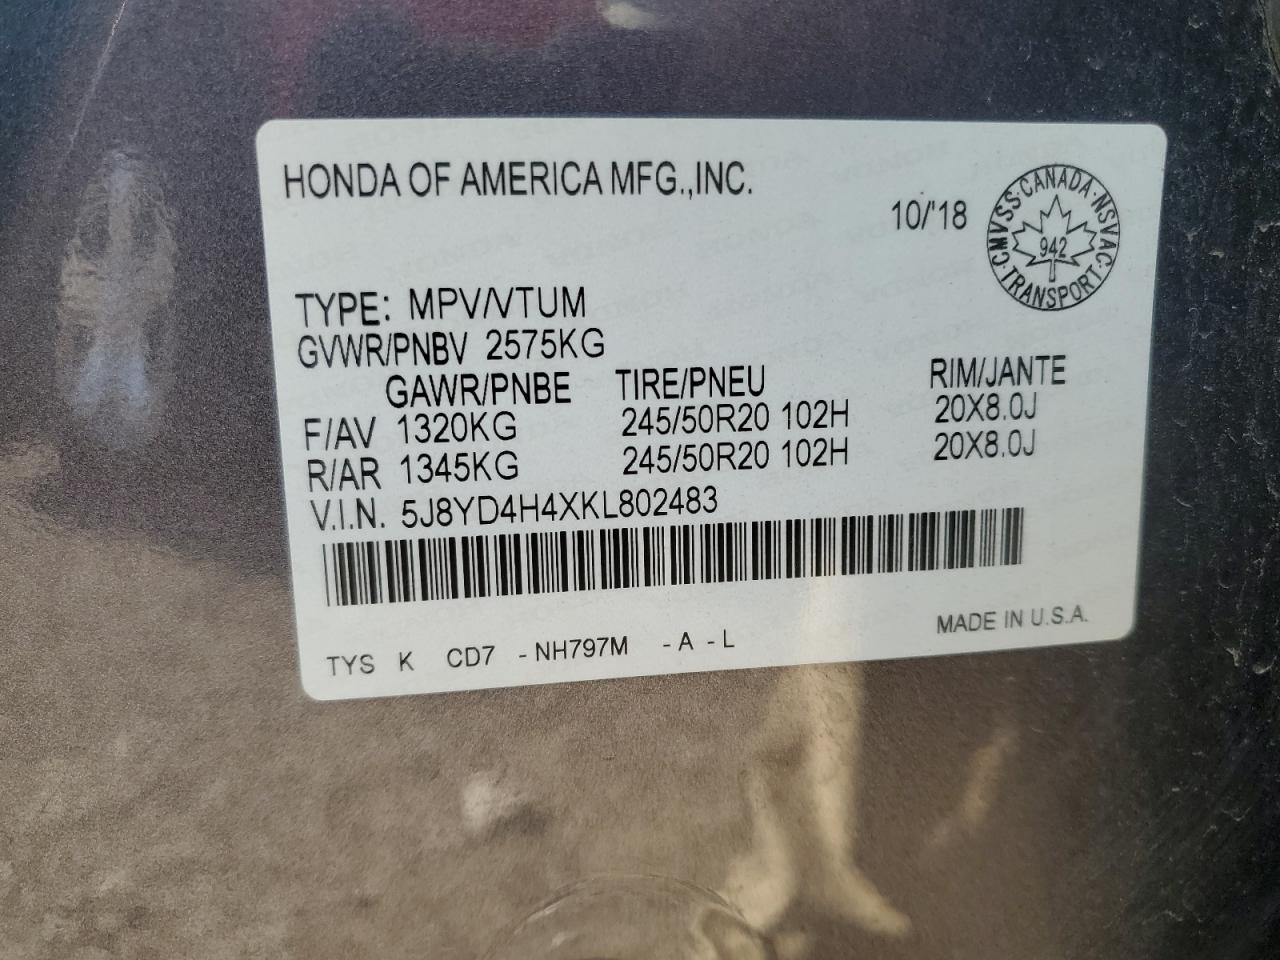 HONDA OF AMERICA MFG.,INC.
10/'18
CMVSS·CANADA·NSVAC·TRANSPORT·
942
TYPE: MPV/VTUM
GVWR/PNBV 2575KG
GAWR/PNBE TIRE/PNEU RIM/JANTE
F/AV 1320KG 245/50R20 102H 20X8.0J
R/AR 1345KG 245/50R20 102H 20X8.0J
V.I.N. 5J8YD4H4XKL802483
TYS K CD7 -NH797M -A -L
MADE IN U.S.A.